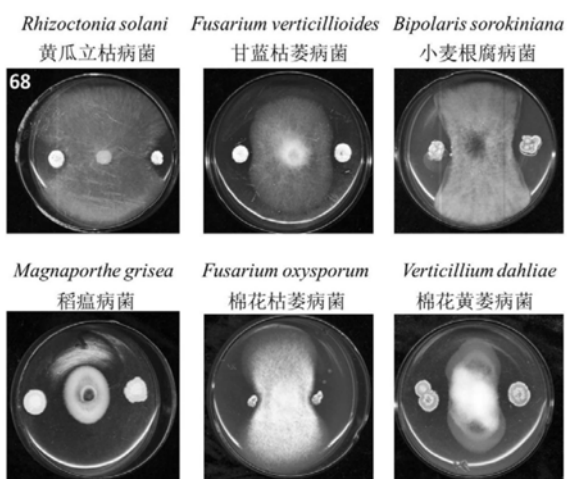 Rhizoctonia solani Fusarium verticillioides Bipolaris sorokiniana
黄瓜立枯病菌 甘蓝枯萎病菌 小麦根腐病菌
68
Magnaporthe grisea Fusarium oxysporum Verticillium dahliae
稻瘟病菌 棉花枯萎病菌 棉花黄萎病菌